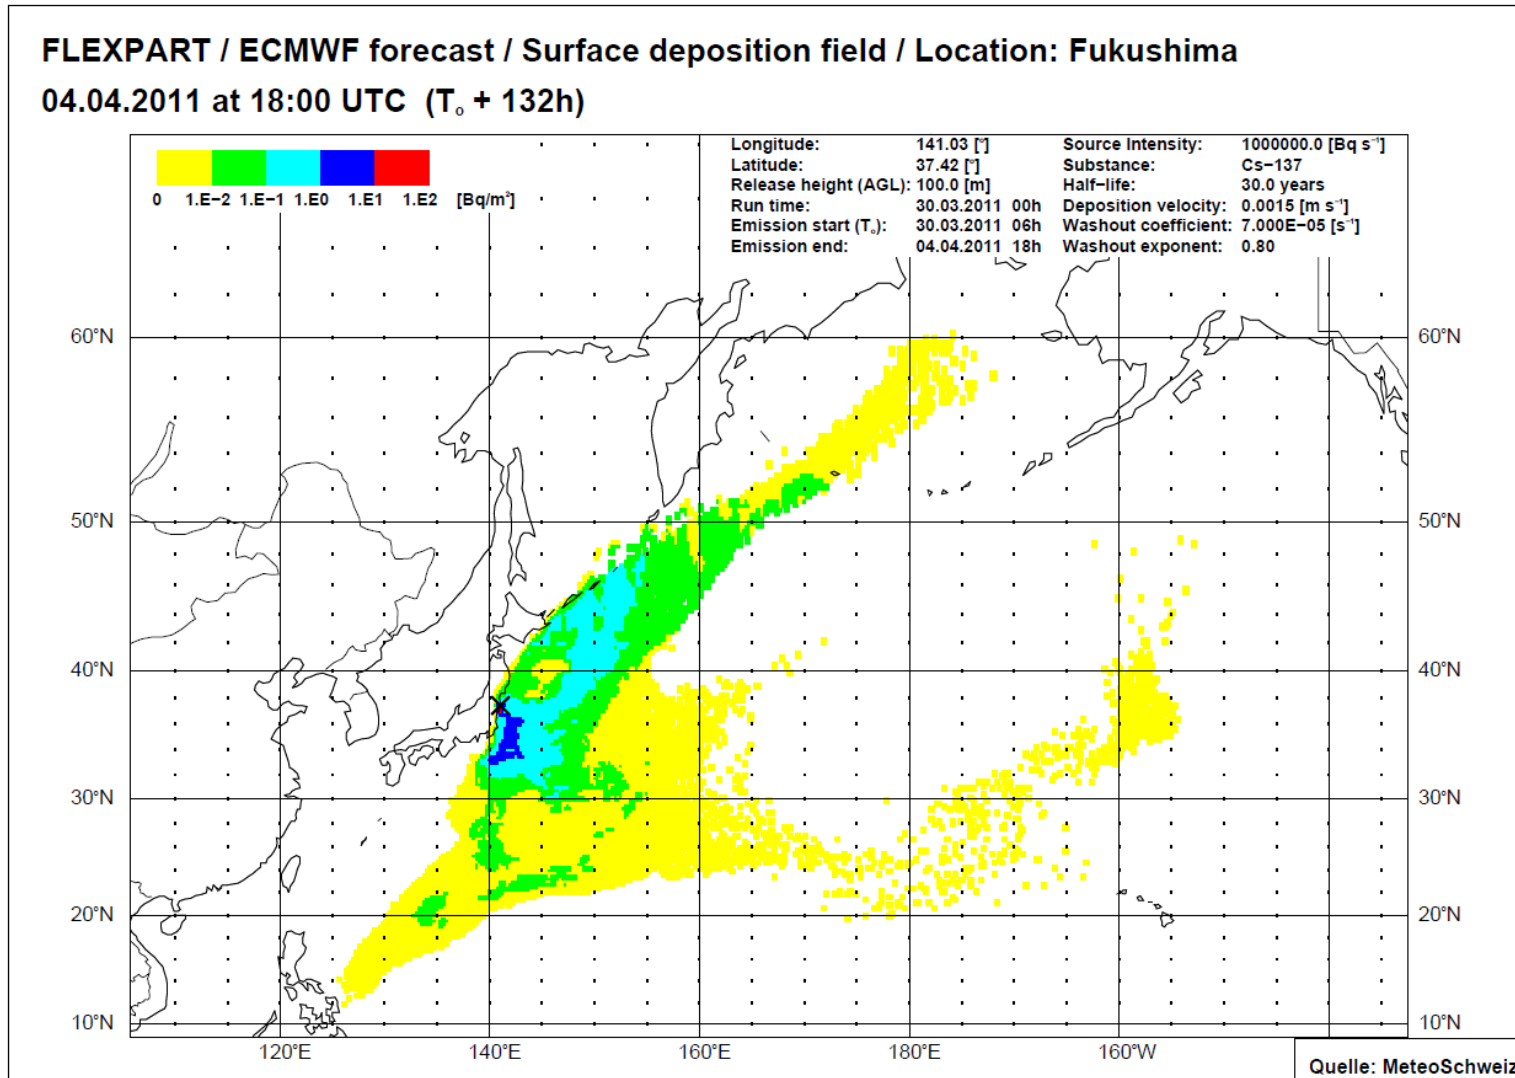 FLEXPART / ECMWF forecast / Surface deposition field / Location: Fukushima
04.04.2011 at 18:00 UTC (T₀ + 132h)
0 1.E−2 1.E−1 1.E0 1.E1 1.E2 [Bq/m²]
Longitude: 141.03 [°] Source Intensity: 1000000.0 [Bq s⁻¹]
Latitude: 37.42 [°] Substance: Cs−137
Release height (AGL): 100.0 [m] Half−life: 30.0 years
Run time: 30.03.2011 00h Deposition velocity: 0.0015 [m s⁻¹]
Emission start (T₀): 30.03.2011 06h Washout coefficient: 7.000E−05 [s⁻¹]
Emission end: 04.04.2011 18h Washout exponent: 0.80
60°N 60°N
50°N 50°N
40°N 40°N
30°N 30°N
20°N 20°N
10°N 10°N
120°E 140°E 160°E 180°E 160°W
Quelle: MeteoSchweiz